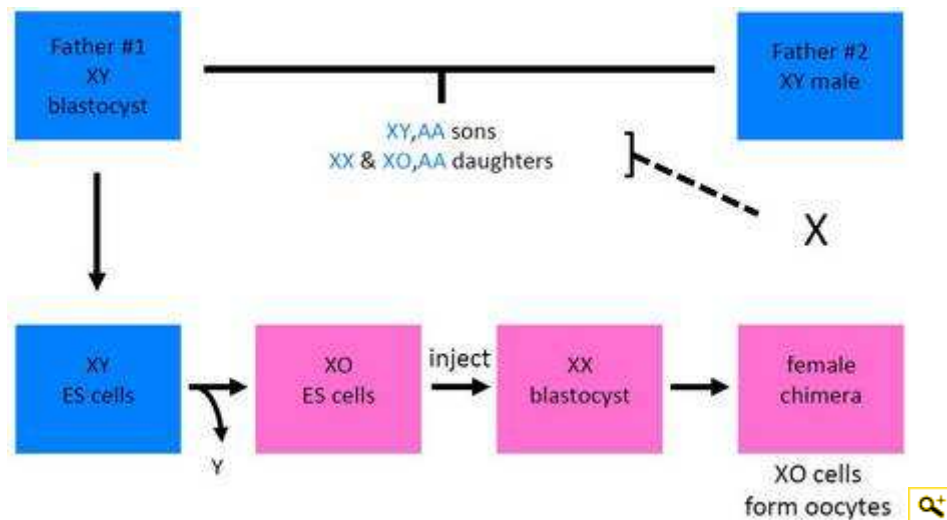 Father #1
XY
blastocyst
Father #2
XY male
XY,AA sons
XX & XO,AA daughters
X
XY
ES cells
Y
XO
ES cells
inject
XX
blastocyst
female
chimera
XO cells
form oocytes